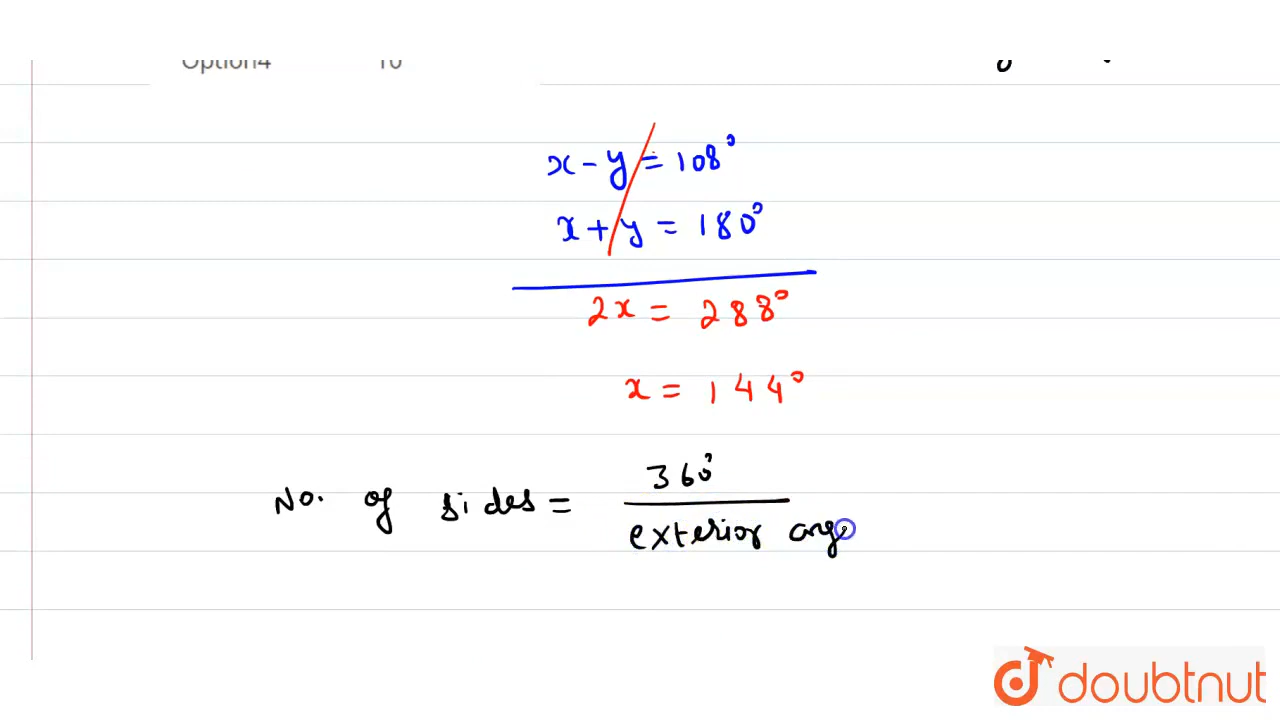 Option4 10
x - y = 108°
x + y = 180°
2x = 288°
x = 144°
No. of sides = 360°
exterior ang
doubtnut